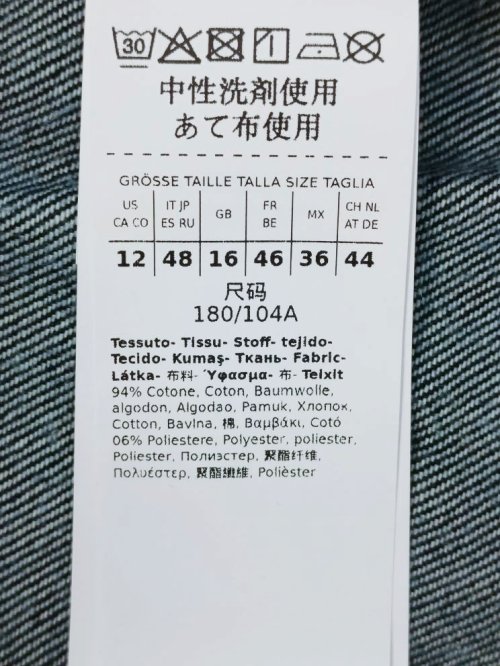 30
中性洗剤使用
あて布使用
GRÖSSE TAILLE TALLA SIZE TAGLIA
US CA CO IT JP ES RU GB FR BE MX CH NL AT DE
12 48 16 46 36 44
尺码
180/104A
Tessuto- Tissu- Stoff- tejido-
Tecido- Kumaş- Ткань- Fabric-
Látka- 布料- Ύφασμα- 布- Teixit
94% Cotone, Coton, Baumwolle,
algodon, Algodao, Pamuk, Хлопок,
Cotton, Bavlna, 棉, Βαμβάκι, Cotó
06% Poliestere, Polyester, poliester,
Poliester, Полиэстер, 聚酯纤维,
Πολυέστερ, 聚酯纖維, Polièster